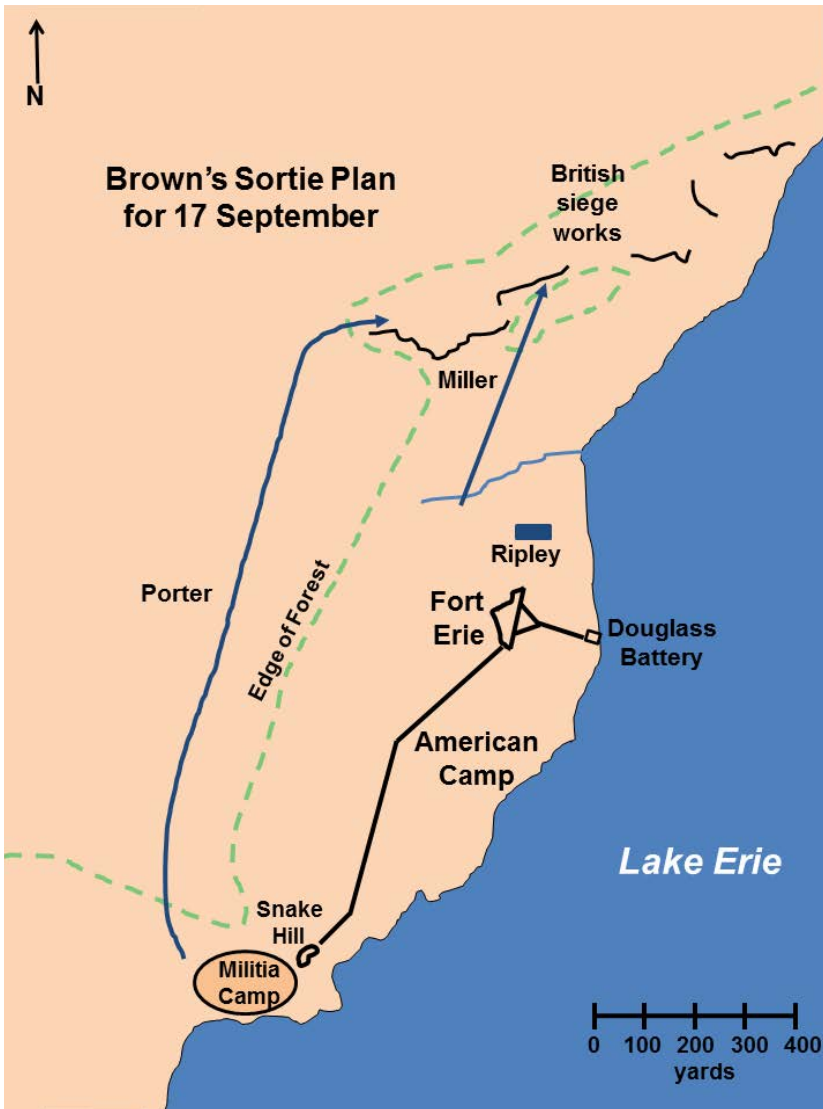 N
Brown's Sortie Plan
for 17 September
British
siege
works
Miller
Ripley
Porter
Edge of Forest
Fort
Erie
Douglass
Battery
American
Camp
Lake Erie
Snake
Hill
Militia
Camp
0 100 200 300 400
yards